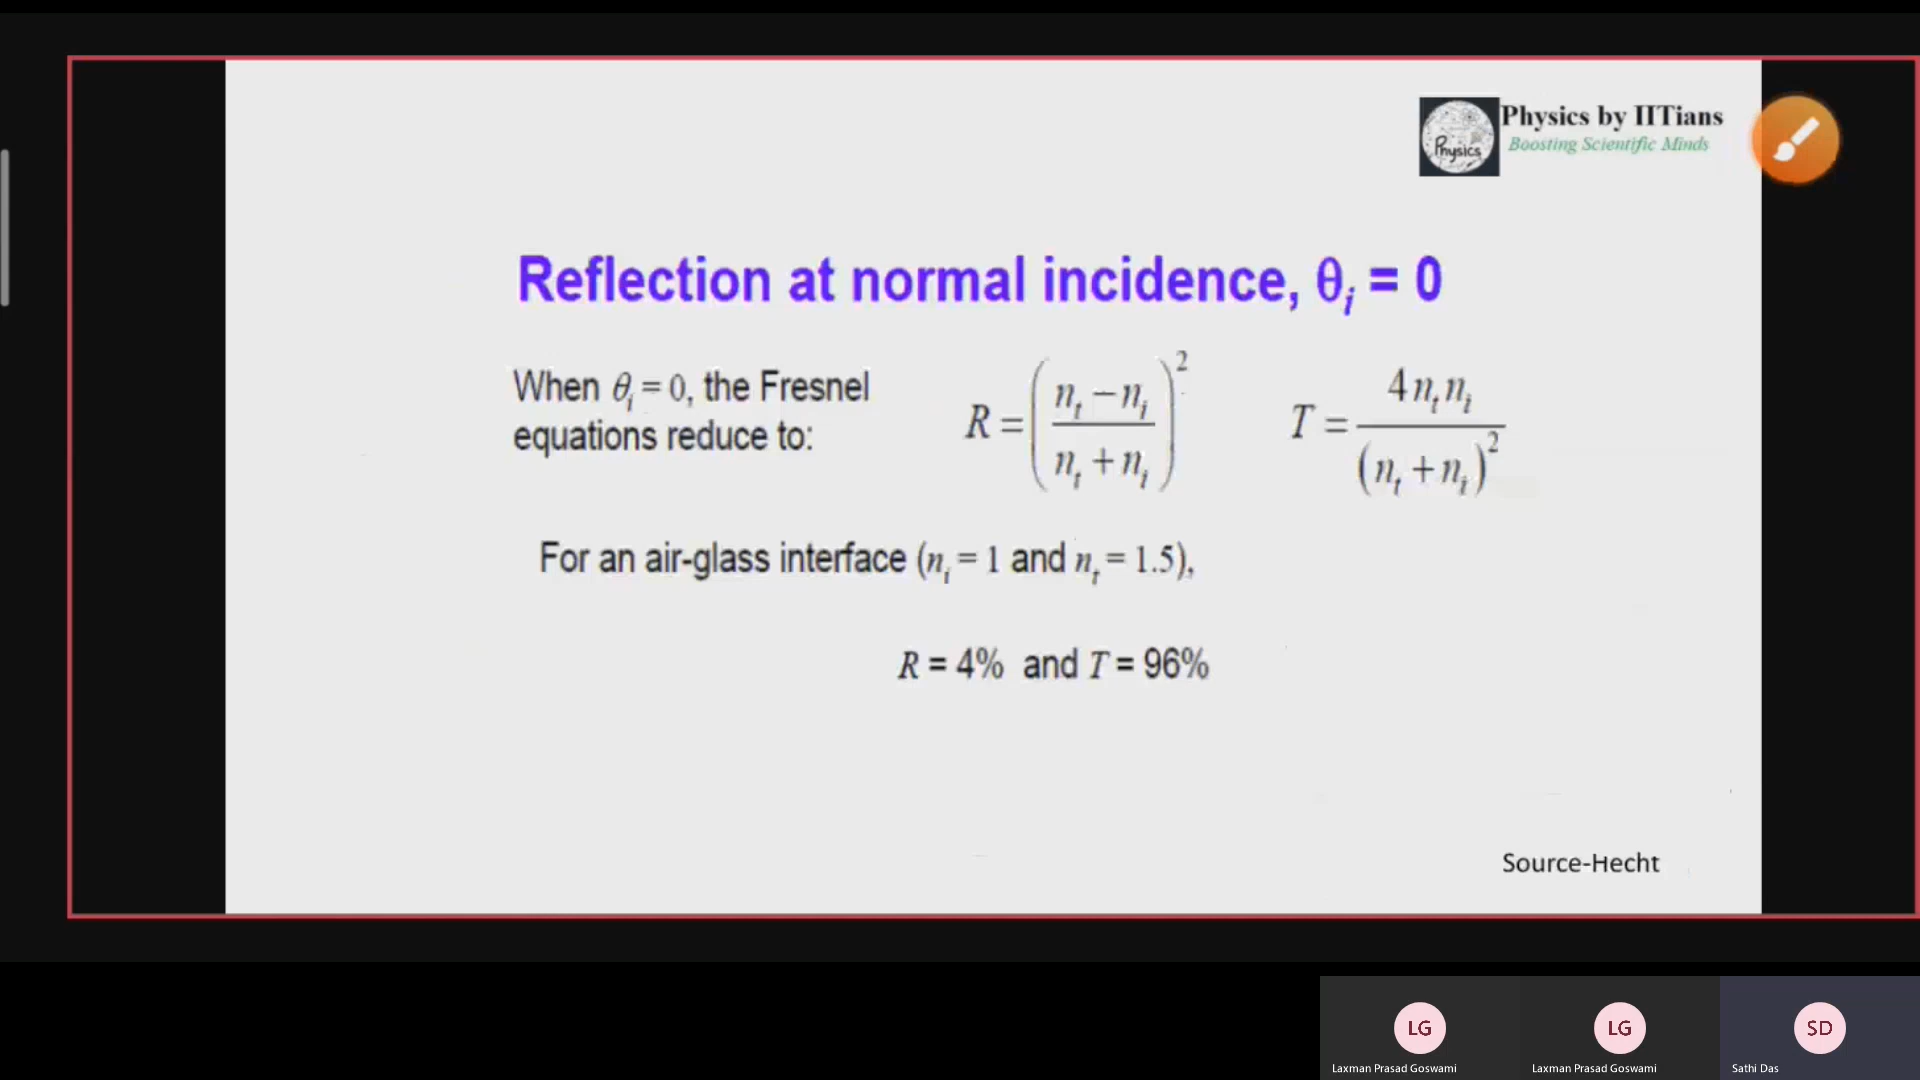 Physics by IITians
Boosting Scientific Minds
Physics
Reflection at normal incidence, θᵢ = 0
When θᵢ = 0, the Fresnel
equations reduce to:
R = ((nₜ − nᵢ) / (nₜ + nᵢ))²
T = 4nₜnᵢ / (nₜ + nᵢ)²
For an air-glass interface (nᵢ = 1 and nₜ = 1.5),
R = 4% and T = 96%
Source-Hecht
LG
LG
SD
Laxman Prasad Goswami
Laxman Prasad Goswami
Sathi Das